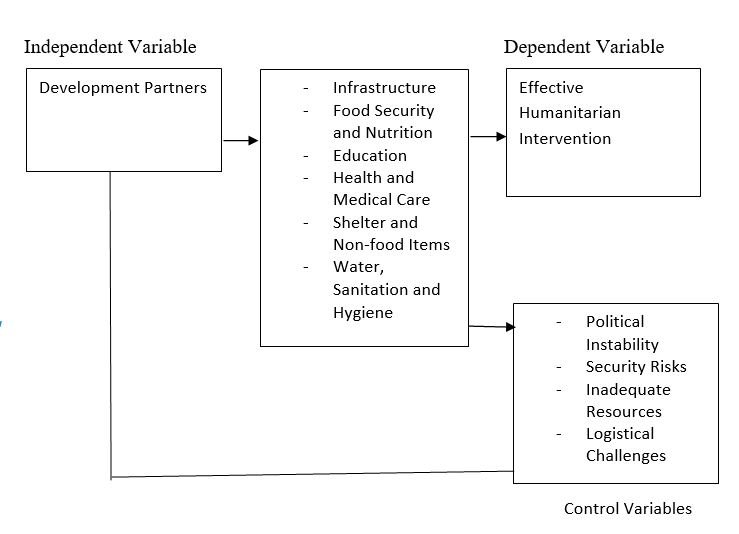 Independent Variable
Dependent Variable
Development Partners
- Infrastructure
- Food Security
and Nutrition
- Education
- Health and
Medical Care
- Shelter and
Non-food Items
- Water,
Sanitation and
Hygiene
Effective
Humanitarian
Intervention
- Political
Instability
- Security Risks
- Inadequate
Resources
- Logistical
Challenges
Control Variables